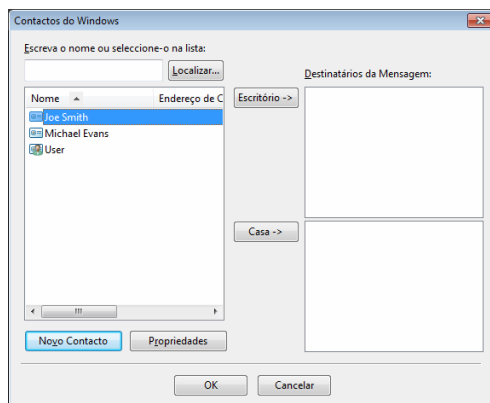 Contactos do Windows
Escreva o nome ou seleccione-o na lista:
Localizar...
Destinatários da Mensagem:
Nome Endereço de C
Escritório ->
Joe Smith
Michael Evans
User
Casa ->
Novo Contacto Propriedades
OK Cancelar